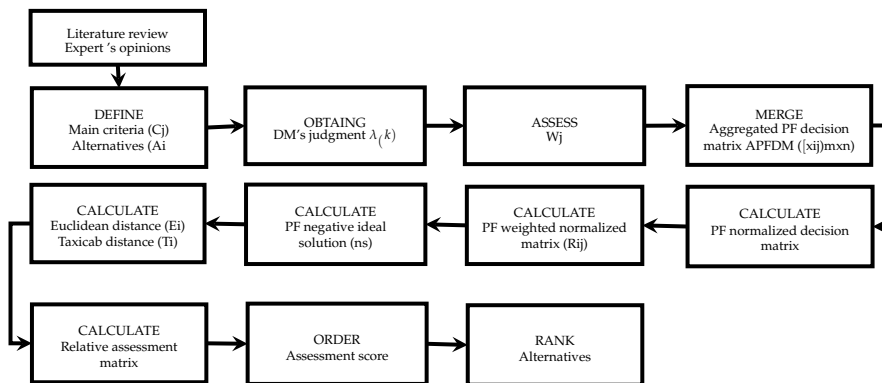 Literature review
Expert 's opinions
DEFINE
Main criteria (Cj)
Alternatives (Ai
OBTAING
DM's judgment λ(k)
ASSESS
Wj
MERGE
Aggregated PF decision
matrix APFDM ([xij)mxn)
CALCULATE
PF normalized decision
matrix
CALCULATE
PF weighted normalized
matrix (Rij)
CALCULATE
PF negative ideal
solution (ns)
CALCULATE
Euclidean distance (Ei)
Taxicab distance (Ti)
CALCULATE
Relative assessment
matrix
ORDER
Assessment score
RANK
Alternatives